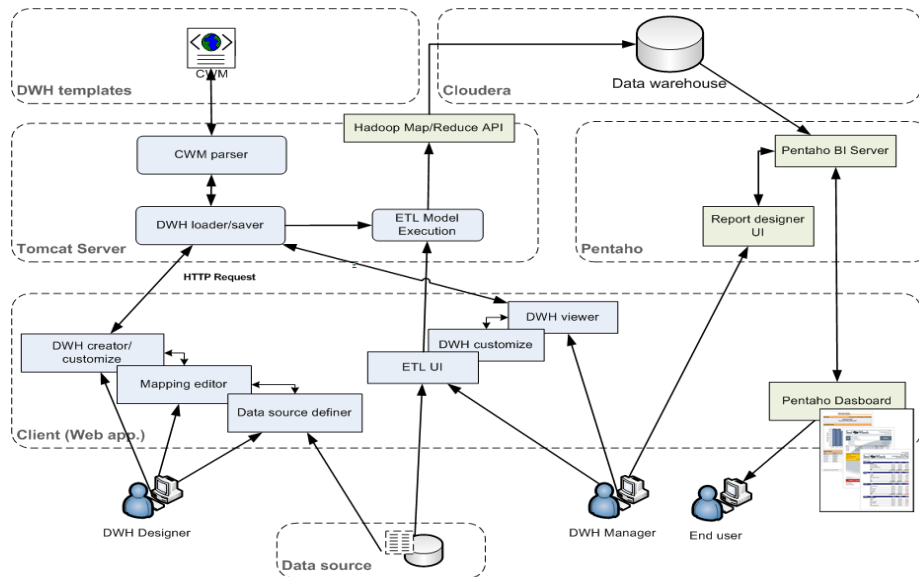 CWM
DWH templates
Cloudera
Data warehouse
Hadoop Map/Reduce API
CWM parser
Pentaho BI Server
DWH loader/saver
ETL Model
Execution
Report designer
UI
Tomcat Server
Pentaho
HTTP Request
DWH viewer
DWH creator/
customize
DWH customize
ETL UI
Mapping editor
Data source definer
Pentaho Dasboard
Client (Web app.)
DWH Designer
DWH Manager
End user
Data source